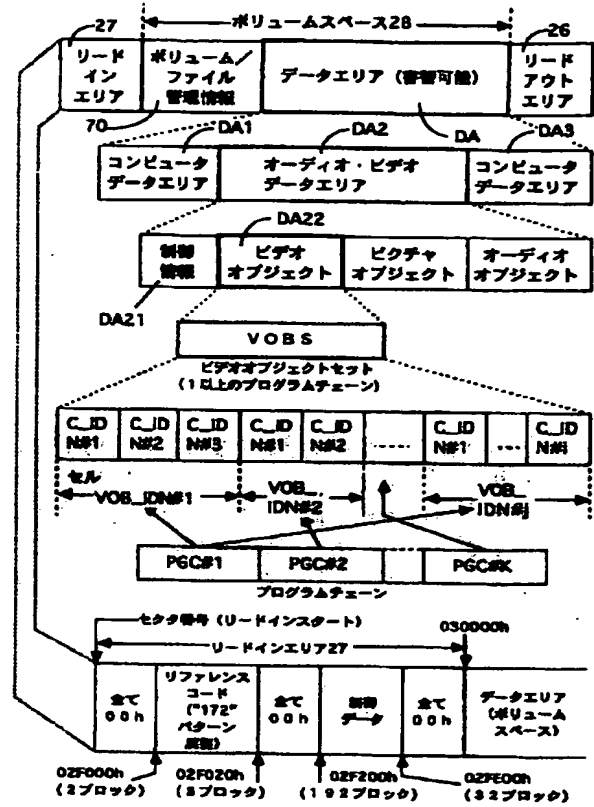 ボリュームスペース28
27
26
リード
イン
エリア
ボリューム/
ファイル
管理情報
データエリア(書替可能)
リード
アウト
エリア
70
DA1
DA2
DA
DA3
コンピュータ
データエリア
オーディオ・ビデオ
データエリア
コンピュータ
データエリア
DA22
制御
情報
ビデオ
オブジェクト
ピクチャ
オブジェクト
オーディオ
オブジェクト
DA21
VOBS
ビデオオブジェクトセット
(1以上のプログラムチェーン)
C_ID
N#1
C_ID
N#2
C_ID
N#3
C_ID
N#1
C_ID
N#2
.....
C_ID
N#1
...
C_ID
N#i
セル
VOB_IDN#1
VOB_
IDN#2
VOB_
IDN#j
PGC#1
PGC#2
PGC#K
プログラムチェーン
セクタ番号(リードインスタート)
030000h
リードインエリア27
全て
00h
リファレンス
コード
("172"
パターン
全て
00h
制御
データ
全て
00h
データエリア
(ボリューム
スペース)
02F000h
(2ブロック)
02F020h
02F200h
(192ブロック)
02FE00h
(32ブロック)